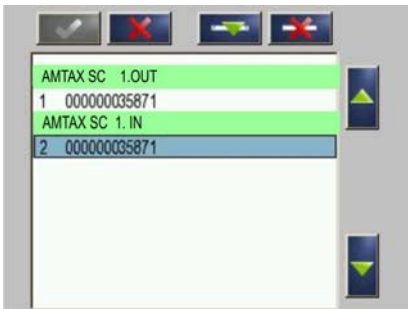 AMTAX SC 1.OUT
1 000000035871
AMTAX SC 1. IN
2 000000035871